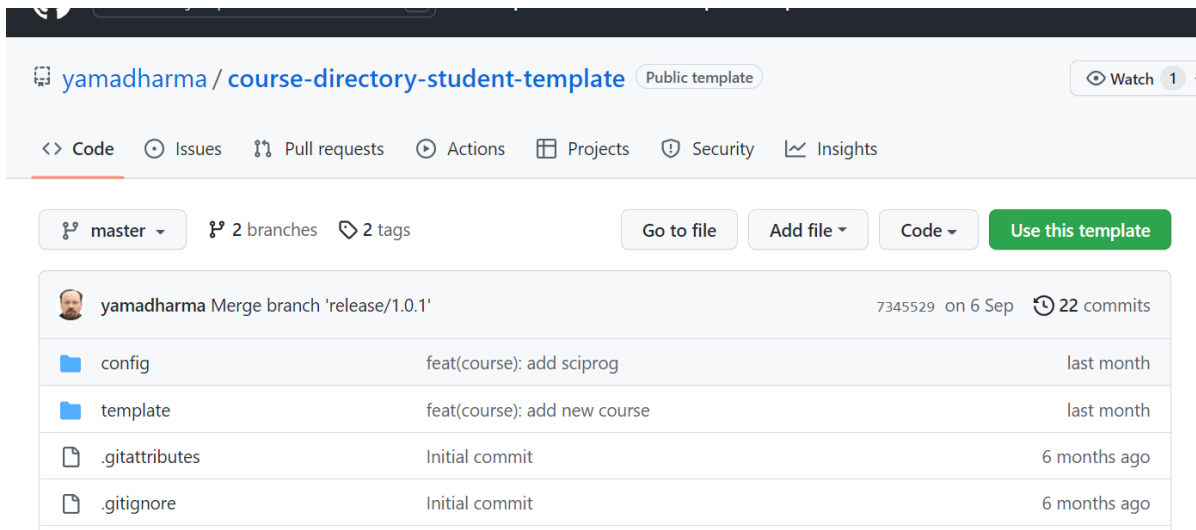 yamadharma / course-directory-student-template Public template Watch 1
Code Issues Pull requests Actions Projects Security Insights
master 2 branches 2 tags Go to file Add file Code Use this template
yamadharma Merge branch 'release/1.0.1' 7345529 on 6 Sep 22 commits
config feat(course): add sciprog last month
template feat(course): add new course last month
.gitattributes Initial commit 6 months ago
.gitignore Initial commit 6 months ago